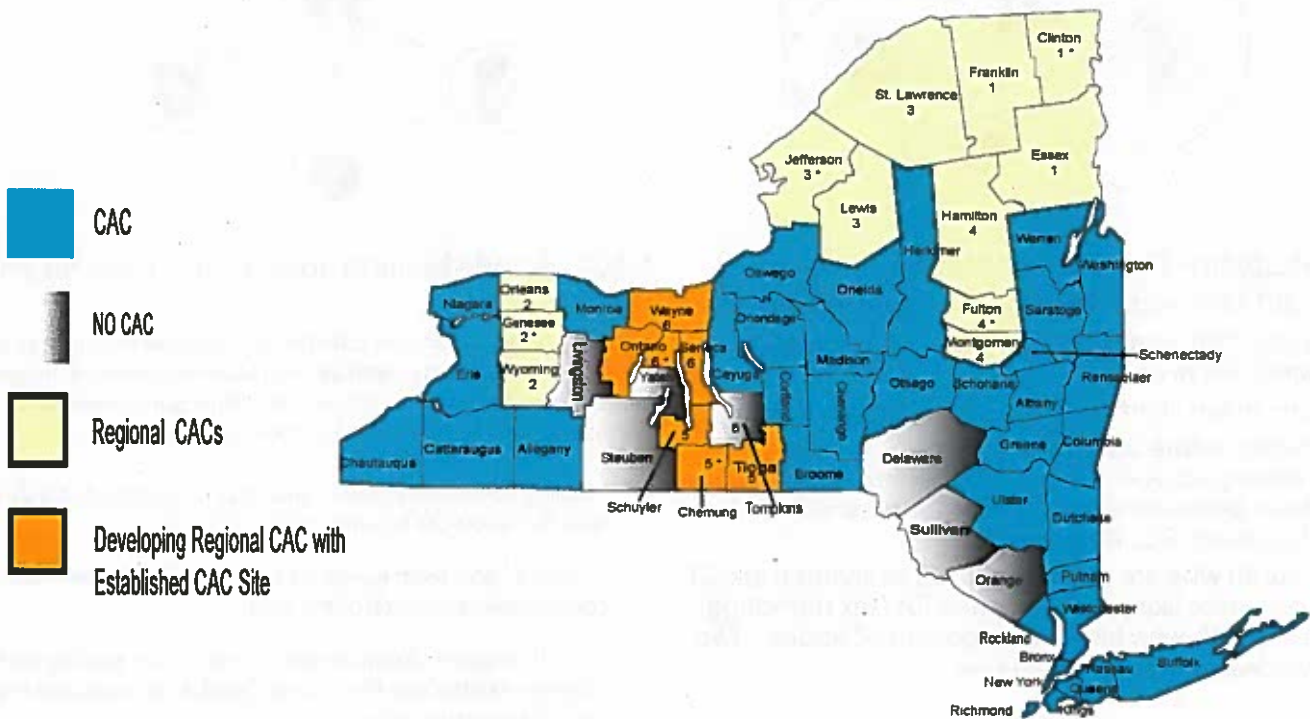 CAC
NO CAC
Regional CACs
Developing Regional CAC with
Established CAC Site
Clinton
1 *
Franklin
1
St. Lawrence
3
Essex
1
Jefferson
3 *
Lewis
3
Hamilton
4
Herkimer
Warren
Washington
Oswego
Oneida
Fulton
4 *
Saratoga
Montgomery
4
Schenectady
Rensselaer
Niagara
Orleans
2
Monroe
Wayne
6
Genesee
2 *
Ontario
6 *
Seneca
6
Onondaga
Madison
Cayuga
Livingston
Wyoming
2
Erie
Yates
Cortland
Chenango
Otsego
Schoharie
Albany
Chautauqua
Cattaraugus
Allegany
Steuben
5
6
5 *
Tioga
5
Broome
Delaware
Greene
Columbia
Schuyler
Chemung
Tompkins
Ulster
Dutchess
Sullivan
Orange
Putnam
Westchester
Rockland
Bronx
New York
Nassau
Suffolk
Queens
Richmond
Kings